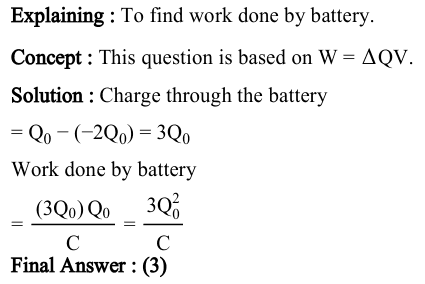 Explaining : To find work done by battery.
Concept : This question is based on W = ΔQV.
Solution : Charge through the battery
= Q₀ − (−2Q₀) = 3Q₀
Work done by battery
= (3Q₀) Q₀ / C = 3Q₀² / C
Final Answer : (3)